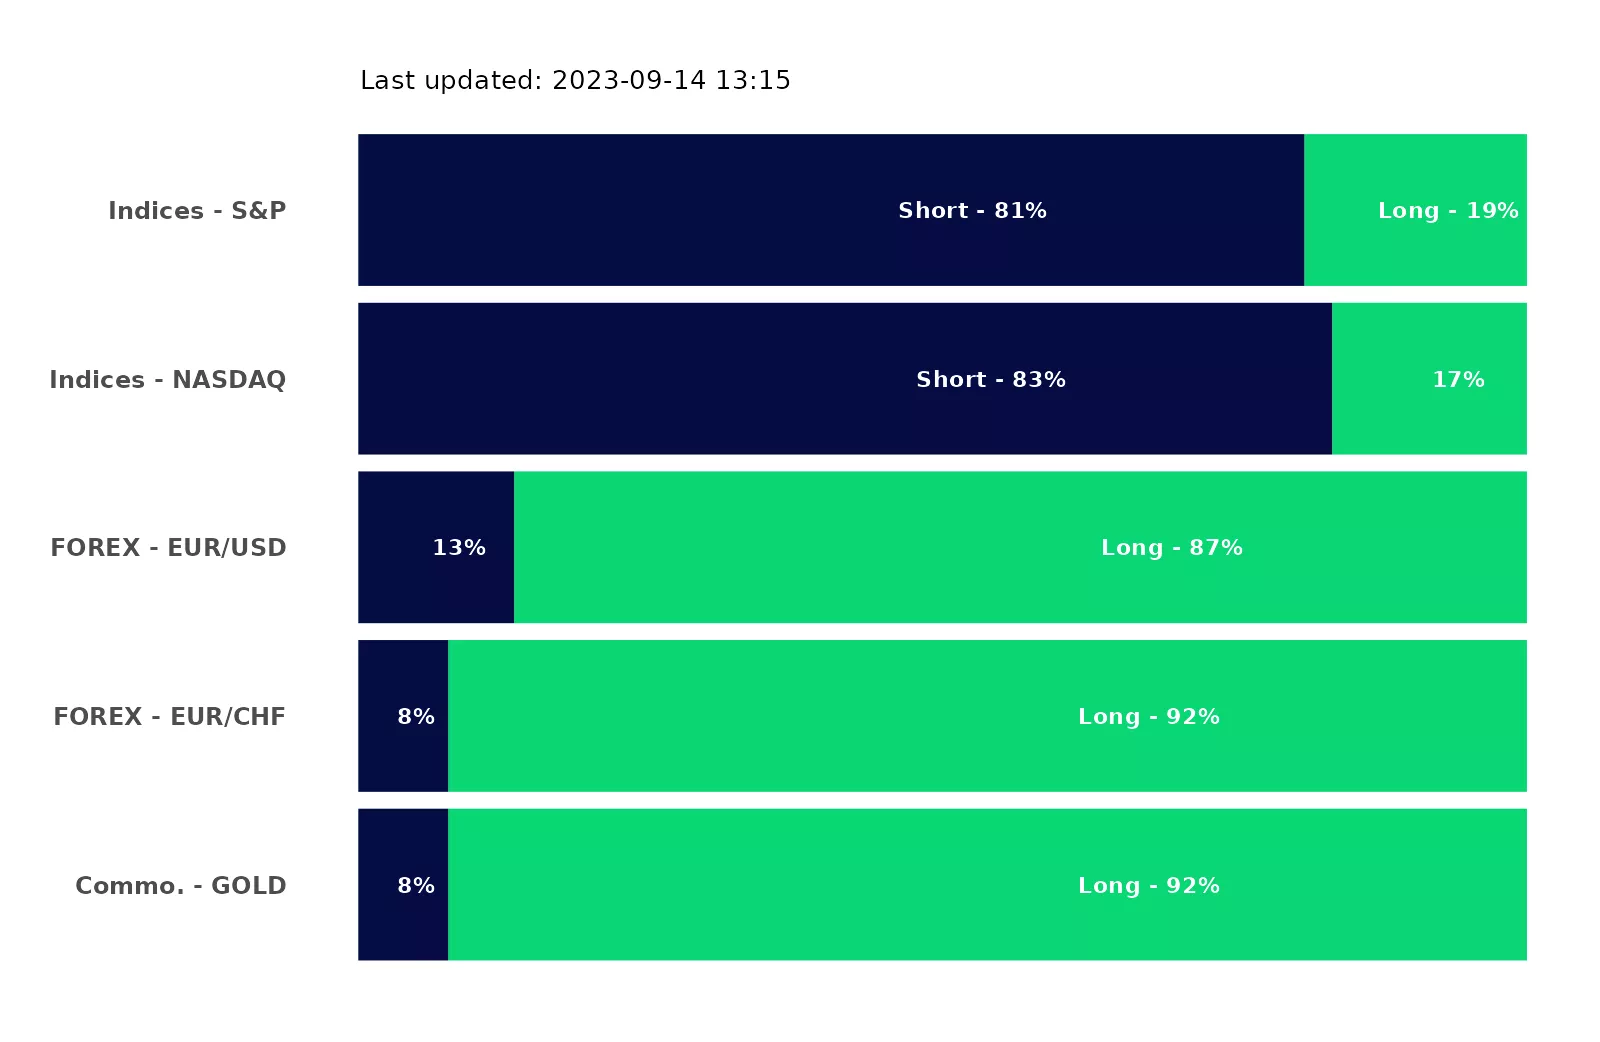 Last updated: 2023-09-14 13:15
Indices - S&P Short - 81% Long - 19%
Indices - NASDAQ Short - 83% 17%
FOREX - EUR/USD 13% Long - 87%
FOREX - EUR/CHF 8% Long - 92%
Commo. - GOLD 8% Long - 92%